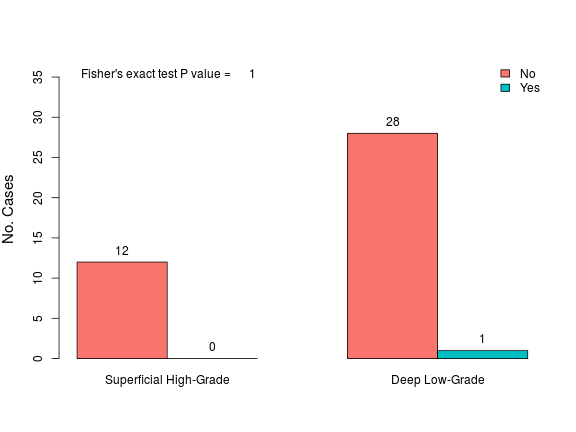 Fisher's exact test P value = 1
No
Yes
No. Cases
35
30
25
20
15
10
5
0
12
0
28
1
Superficial High-Grade
Deep Low-Grade